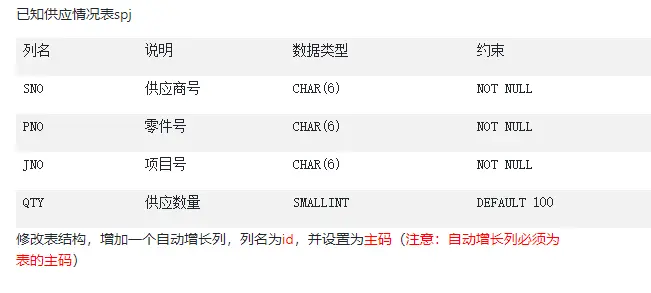 已知供应情况表spj
列名 说明 数据类型 约束
SNO 供应商号 CHAR(6) NOT NULL
PNO 零件号 CHAR(6) NOT NULL
JNO 项目号 CHAR(6) NOT NULL
QTY 供应数量 SMALLINT DEFAULT 100
修改表结构，增加一个自动增长列，列名为id，并设置为主码（注意：自动增长列必须为
表的主码）